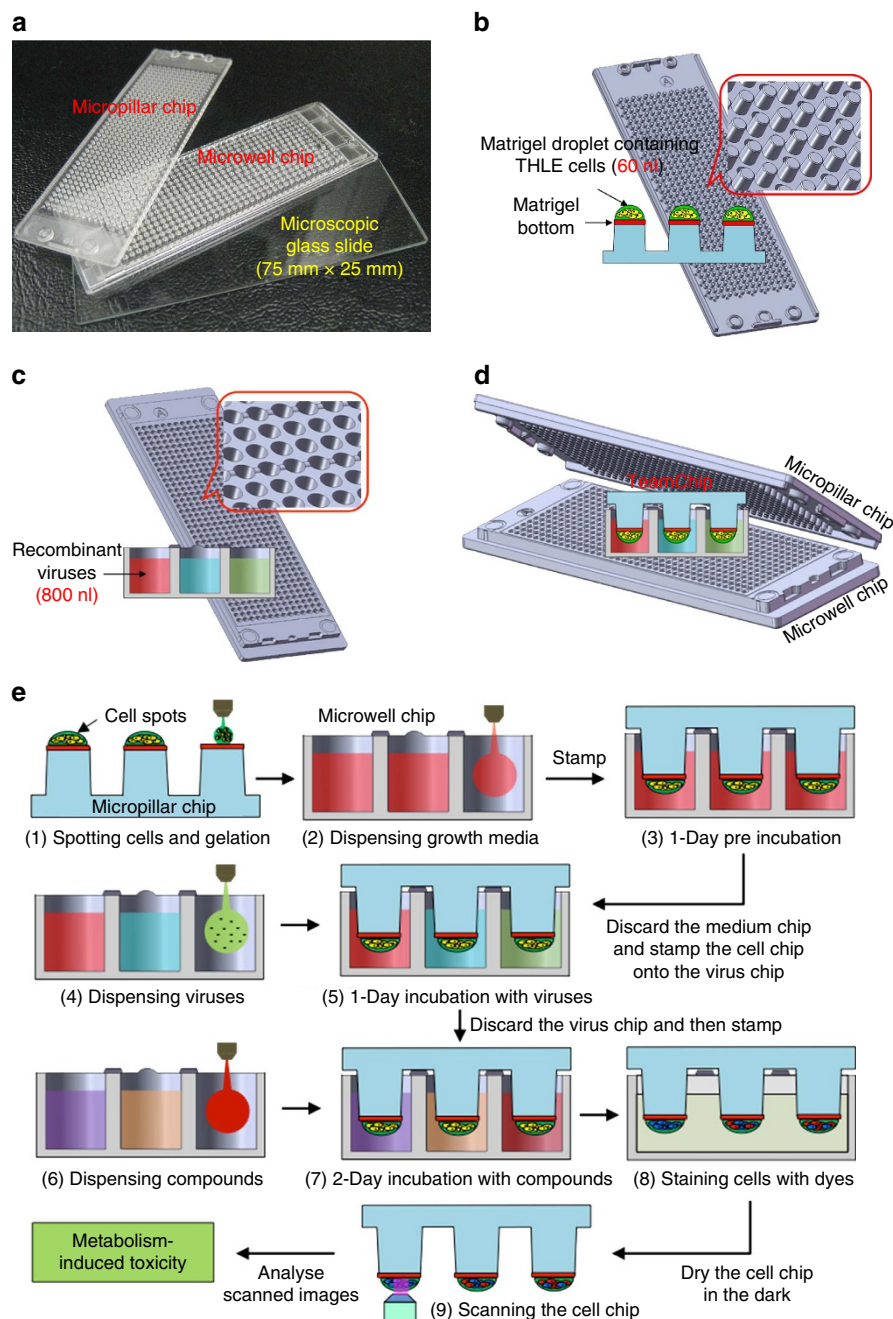 a
Micropillar chip
Microwell chip
Microscopic
glass slide
(75 mm × 25 mm)
b
Matrigel droplet containing
THLE cells (60 nl)
Matrigel
bottom
A
c
A
Recombinant
viruses
(800 nl)
d
TeamChip
Micropillar chip
Microwell chip
e
Cell spots
Micropillar chip
(1) Spotting cells and gelation
Microwell chip
(2) Dispensing growth media
Stamp
(3) 1-Day pre incubation
Discard the medium chip
and stamp the cell chip
onto the virus chip
(4) Dispensing viruses
(5) 1-Day incubation with viruses
Discard the virus chip and then stamp
(6) Dispensing compounds
(7) 2-Day incubation with compounds
(8) Staining cells with dyes
Dry the cell chip
in the dark
(9) Scanning the cell chip
Analyse
scanned images
Metabolism-
induced toxicity